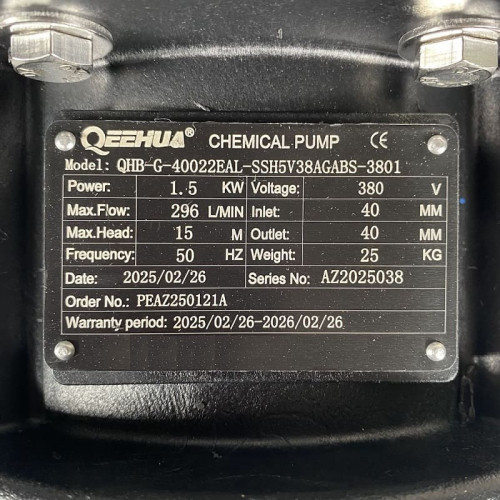 QEEHUA® CHEMICAL PUMP CE
Model: QHB-G-40022EAL-SSH5V38AGABS-3801
Power: 1.5 KW Voltage: 380 V
Max.Flow: 296 L/MIN Inlet: 40 MM
Max.Head: 15 M Outlet: 40 MM
Frequency: 50 HZ Weight: 25 KG
Date: 2025/02/26 Series No: AZ2025038
Order No.: PEAZ250121A
Warranty period: 2025/02/26-2026/02/26